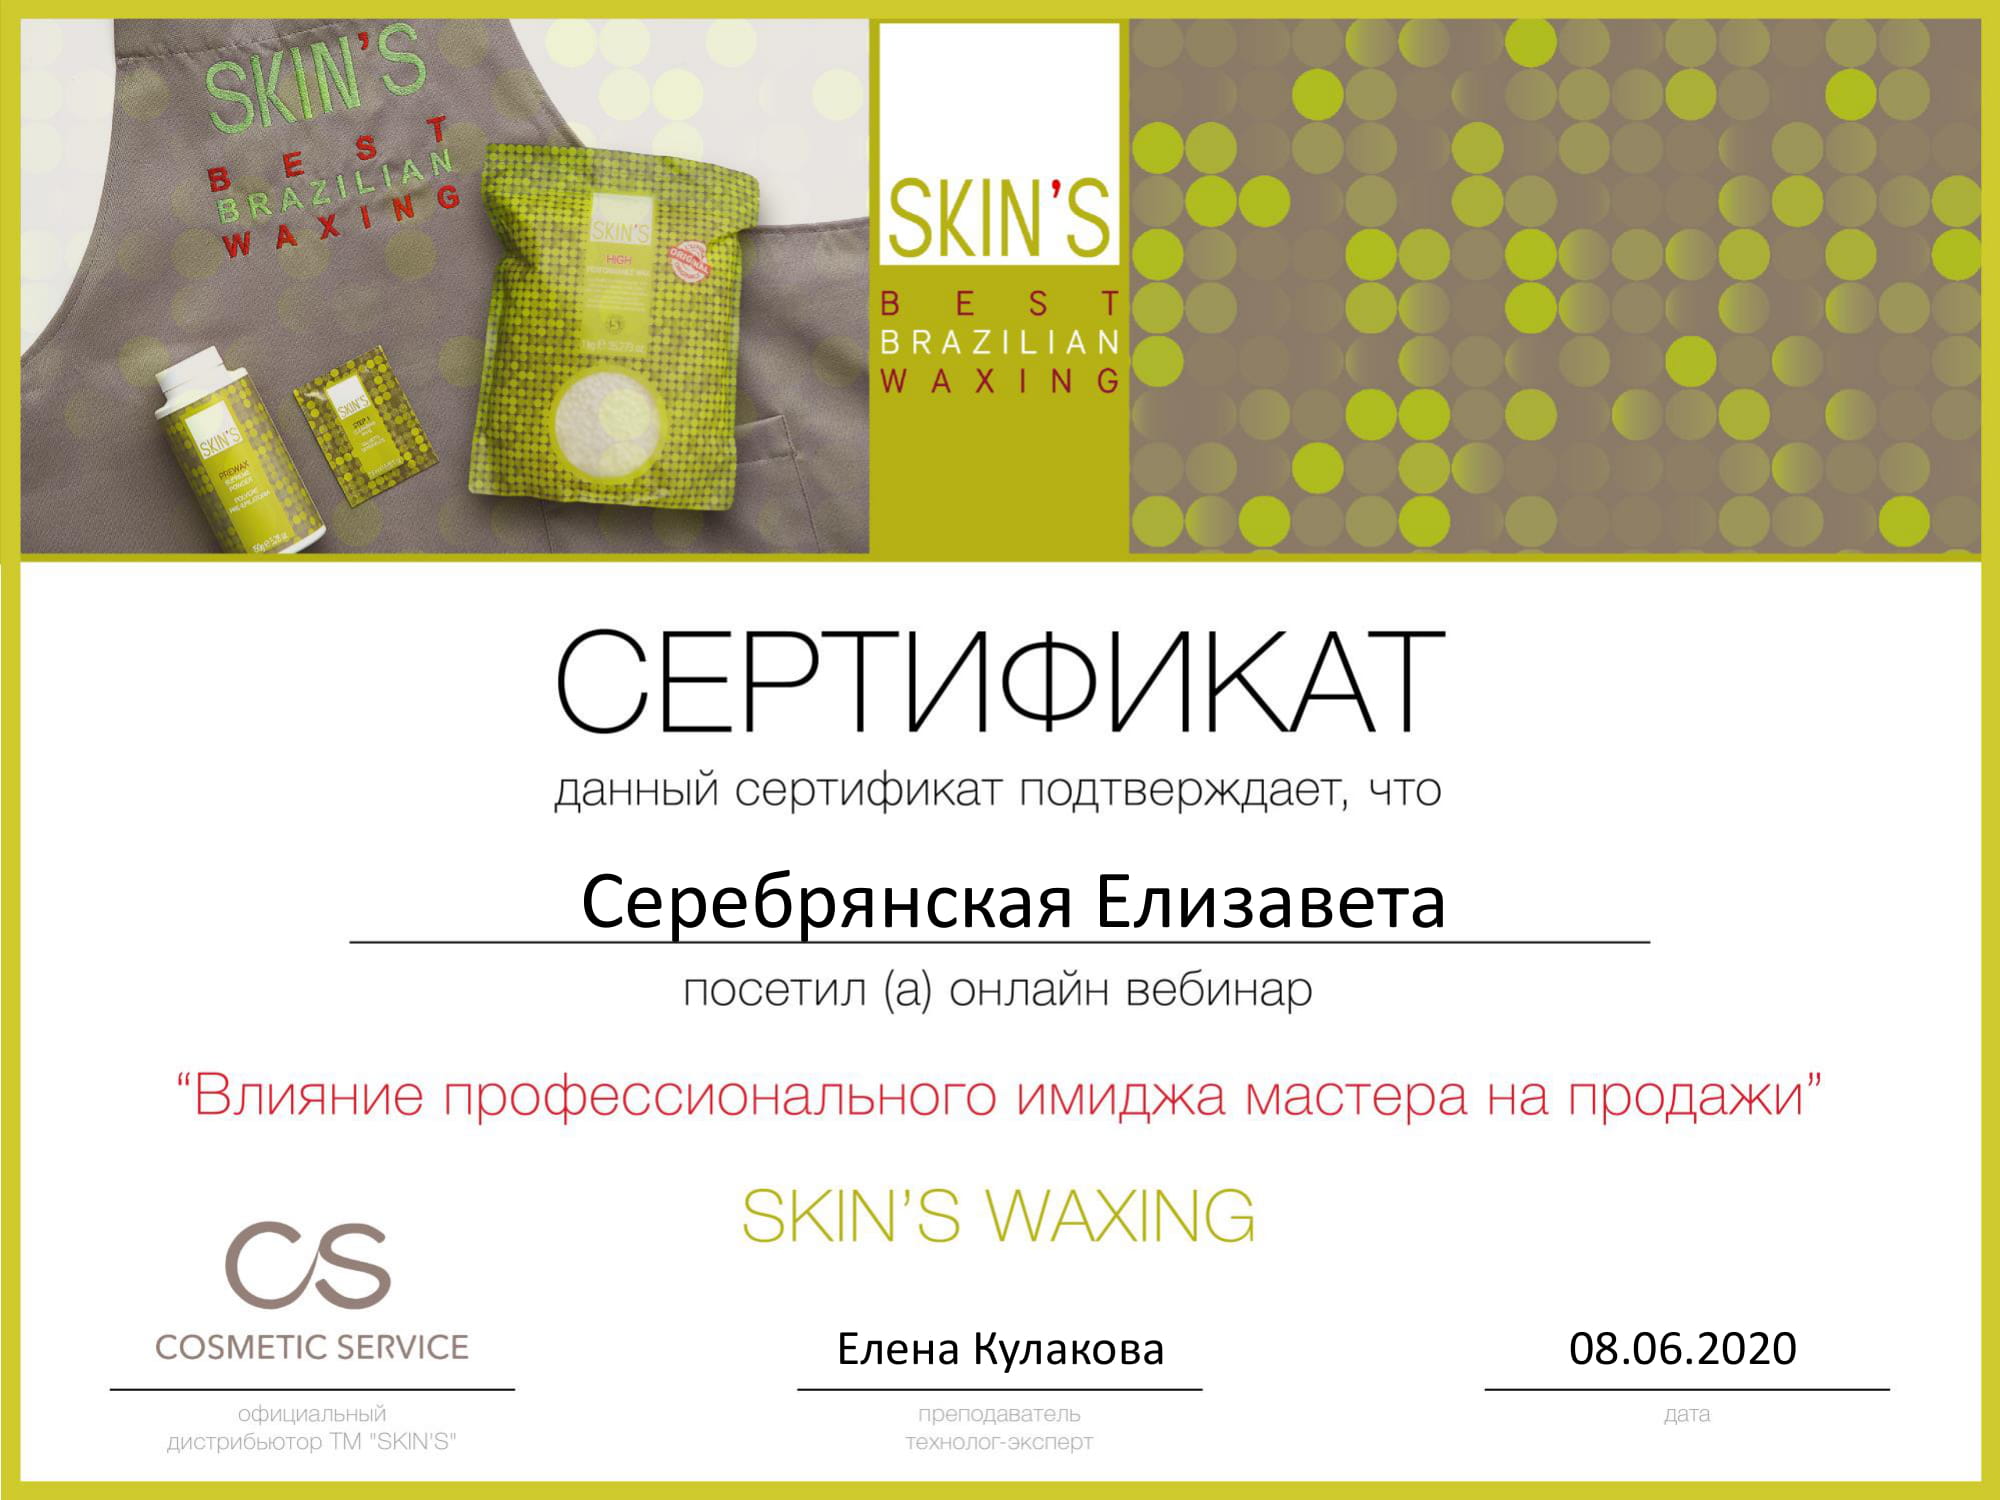 SKIN'S
B E S T
BRAZILIAN
WAXING
SKIN'S
HIGH
PERFORMANCE WAX
ORIGINAL
SKIN'S
PREWAX
SUPREME
POWDER
SKIN'S
STEP 1
SKIN'S
B E S T
BRAZILIAN
WAXING
СЕРТИФИКАТ
данный сертификат подтверждает, что
Серебрянская Елизавета
посетил (а) онлайн вебинар
“Влияние профессионального имиджа мастера на продажи”
SKIN'S WAXING
CS
COSMETIC SERVICE
официальный
дистрибьютор ТМ "SKIN'S"
Елена Кулакова
преподаватель
технолог-эксперт
08.06.2020
дата